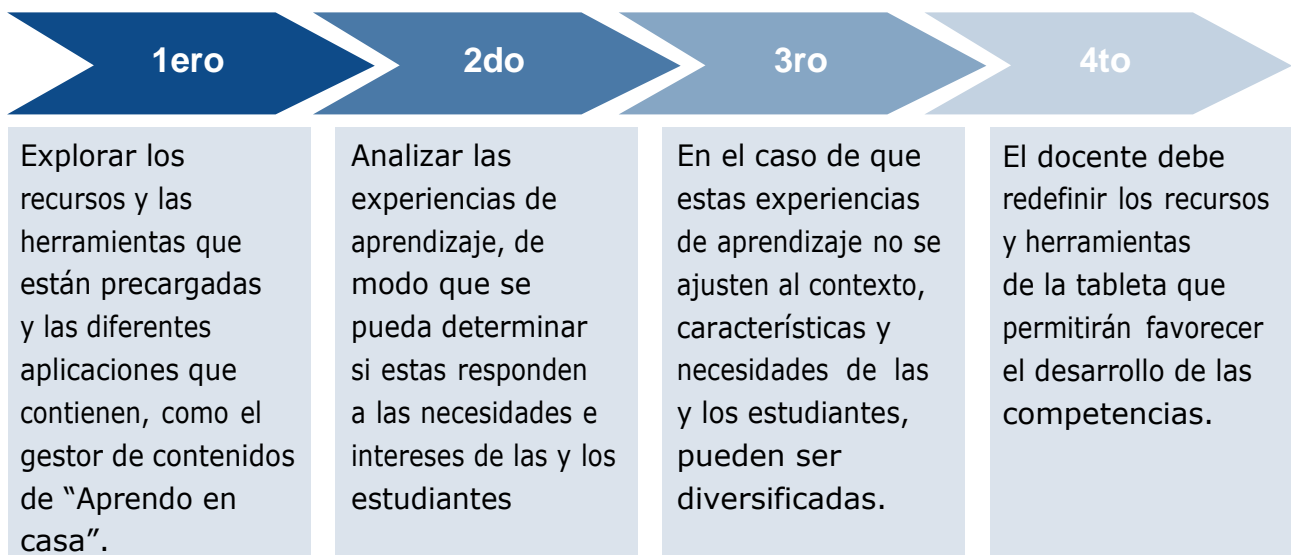 1ero
2do
3ro
4to
Explorar los
recursos y las
herramientas que
están precargadas
y las diferentes
aplicaciones que
contienen, como el
gestor de contenidos
de “Aprendo en
casa”.
Analizar las
experiencias de
aprendizaje, de
modo que se
pueda determinar
si estas responden
a las necesidades e
intereses de las y los
estudiantes
En el caso de que
estas experiencias
de aprendizaje no se
ajusten al contexto,
características y
necesidades de las
y los estudiantes,
pueden ser
diversificadas.
El docente debe
redefinir los recursos
y herramientas
de la tableta que
permitirán favorecer
el desarrollo de las
competencias.